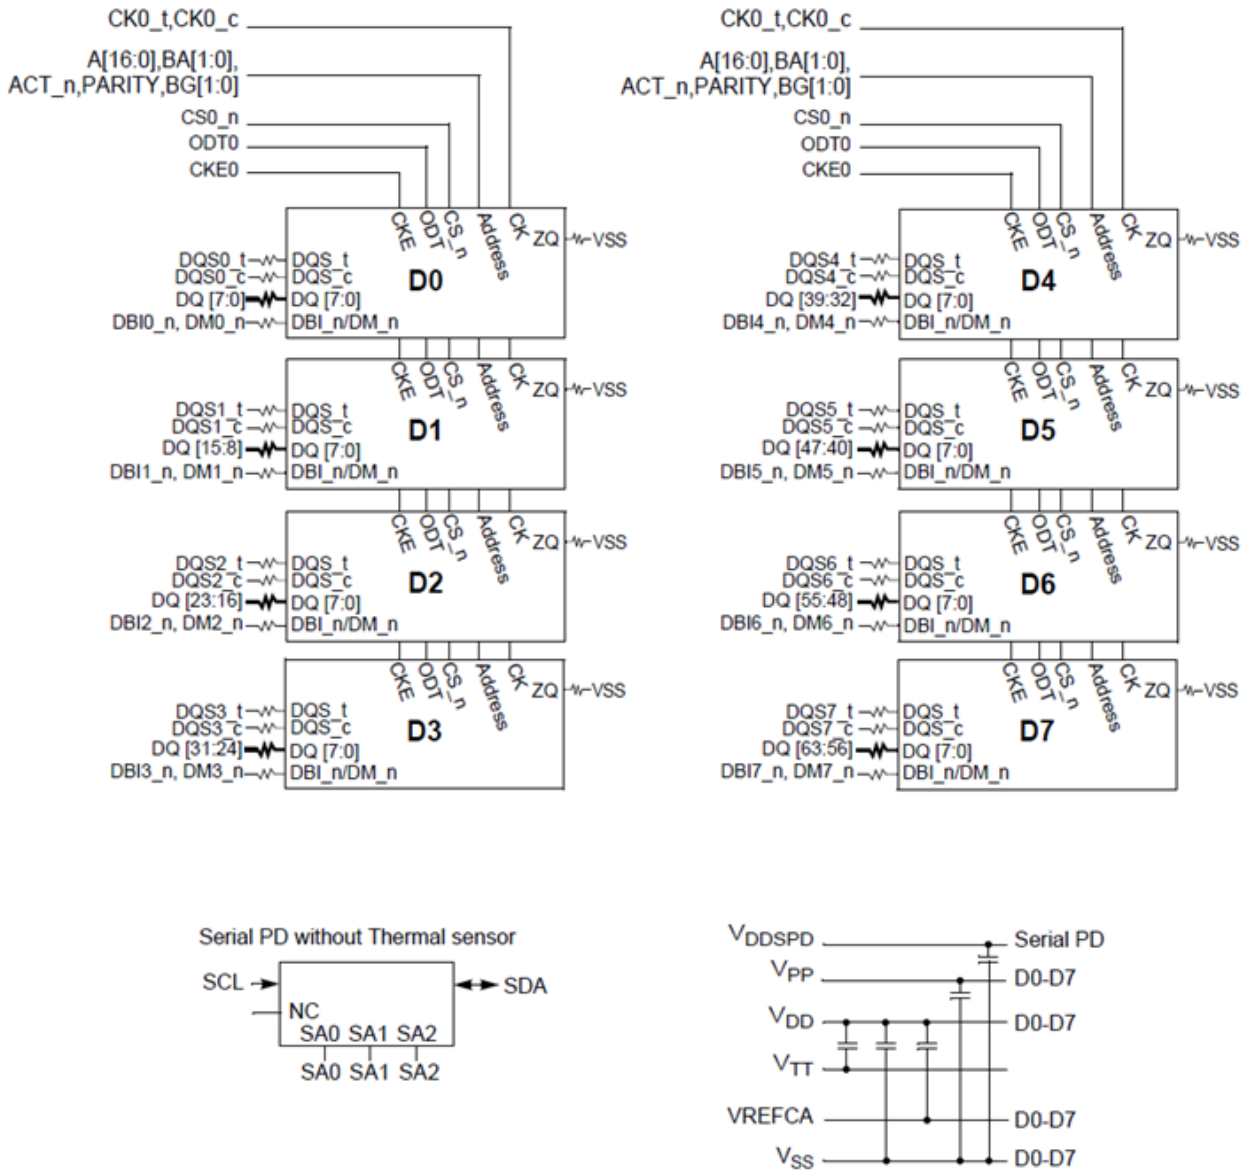 CK0_t,CK0_c
A[16:0],BA[1:0],
ACT_n,PARITY,BG[1:0]
CS0_n
ODT0
CKE0
CKE ODT CS_n Address CK ZQ VSS
DQS0_t DQS_t
DQS0_c DQS_c
D0
DQ [7:0] DQ [7:0]
DBI0_n, DM0_n DBI_n/DM_n
CKE ODT CS_n Address CK ZQ VSS
DQS1_t DQS_t
DQS1_c DQS_c
D1
DQ [15:8] DQ [7:0]
DBI1_n, DM1_n DBI_n/DM_n
CKE ODT CS_n Address CK ZQ VSS
DQS2_t DQS_t
DQS2_c DQS_c
D2
DQ [23:16] DQ [7:0]
DBI2_n, DM2_n DBI_n/DM_n
CKE ODT CS_n Address CK ZQ VSS
DQS3_t DQS_t
DQS3_c DQS_c
D3
DQ [31:24] DQ [7:0]
DBI3_n, DM3_n DBI_n/DM_n
CK0_t,CK0_c
A[16:0],BA[1:0],
ACT_n,PARITY,BG[1:0]
CS0_n
ODT0
CKE0
CKE ODT CS_n Address CK ZQ VSS
DQS4_t DQS_t
DQS4_c DQS_c
D4
DQ [39:32] DQ [7:0]
DBI4_n, DM4_n DBI_n/DM_n
CKE ODT CS_n Address CK ZQ VSS
DQS5_t DQS_t
DQS5_c DQS_c
D5
DQ [47:40] DQ [7:0]
DBI5_n, DM5_n DBI_n/DM_n
CKE ODT CS_n Address CK ZQ VSS
DQS6_t DQS_t
DQS6_c DQS_c
D6
DQ [55:48] DQ [7:0]
DBI6_n, DM6_n DBI_n/DM_n
CKE ODT CS_n Address CK ZQ VSS
DQS7_t DQS_t
DQS7_c DQS_c
D7
DQ [63:56] DQ [7:0]
DBI7_n, DM7_n DBI_n/DM_n
Serial PD without Thermal sensor
SCL SDA
NC
SA0 SA1 SA2
SA0 SA1 SA2
VDDSPD Serial PD
VPP D0-D7
VDD D0-D7
VTT
VREFCA D0-D7
VSS D0-D7